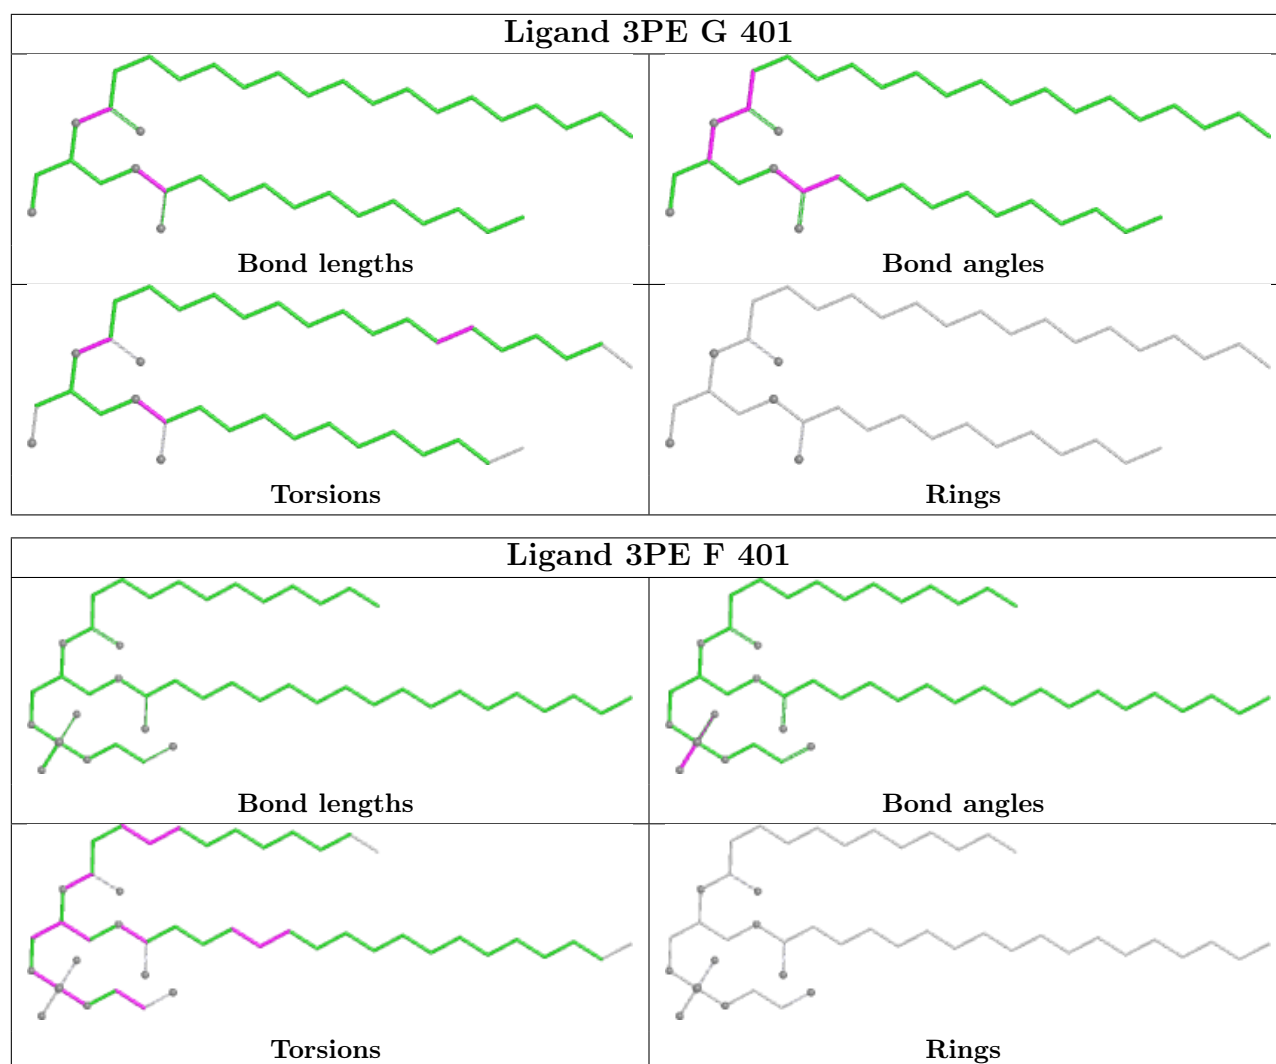 Ligand 3PE G 401
Bond lengths
Bond angles
Torsions
Rings
Ligand 3PE F 401
Bond lengths
Bond angles
Torsions
Rings